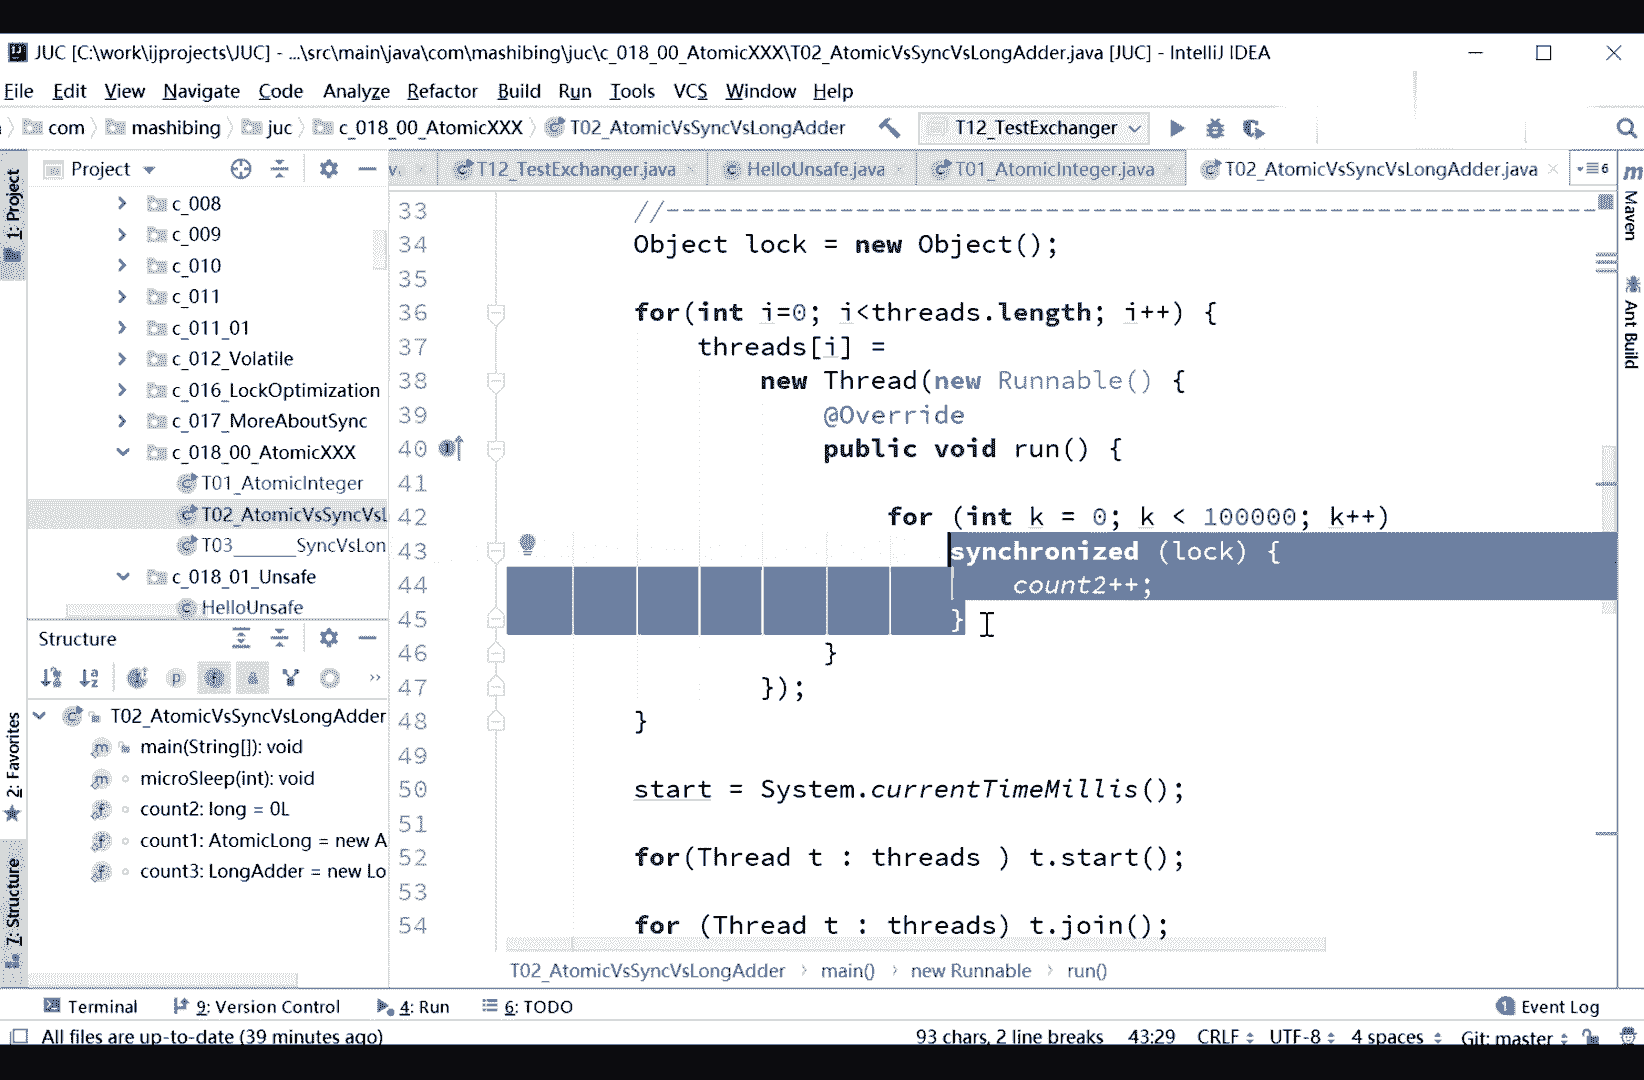 JUC [C:\work\ijprojects\JUC] - ...\src\main\java\com\mashibing\juc\c_018_00_AtomicXXX\T02_AtomicVsSyncVsLongAdder.java [JUC] - IntelliJ IDEA
File Edit View Navigate Code Analyze Refactor Build Run Tools VCS Window Help
com mashibing juc c_018_00_AtomicXXX T02_AtomicVsSyncVsLongAdder T12_TestExchanger
Project
T12_TestExchanger.java HelloUnsafe.java T01_AtomicInteger.java T02_AtomicVsSyncVsLongAdder.java 6
c_008
c_009
c_010
c_011
c_011_01
c_012_Volatile
c_016_LockOptimization
c_017_MoreAboutSync
c_018_00_AtomicXXX
T01_AtomicInteger
T02_AtomicVsSyncVsL
T03______SyncVsLon
c_018_01_Unsafe
HelloUnsafe
Structure
T02_AtomicVsSyncVsLongAdder
main(String[]): void
microSleep(int): void
count2: long = 0L
count1: AtomicLong = new A
count3: LongAdder = new Lo
33 //-----------------------------------------------------------
34 Object lock = new Object();
35
36 for(int i=0; i<threads.length; i++) {
37 threads[i] =
38 new Thread(new Runnable() {
39 @Override
40 public void run() {
41
42 for (int k = 0; k < 100000; k++)
43 synchronized (lock) {
44 count2++;
45 }
46 }
47 });
48 }
49
50 start = System.currentTimeMillis();
51
52 for(Thread t : threads ) t.start();
53
54 for (Thread t : threads) t.join();
T02_AtomicVsSyncVsLongAdder main() new Runnable run()
1: Project
2: Favorites
7: Structure
Maven
Ant Build
Terminal 9: Version Control 4: Run 6: TODO 1 Event Log
All files are up-to-date (39 minutes ago) 93 chars, 2 line breaks 43:29 CRLF UTF-8 4 spaces Git: master